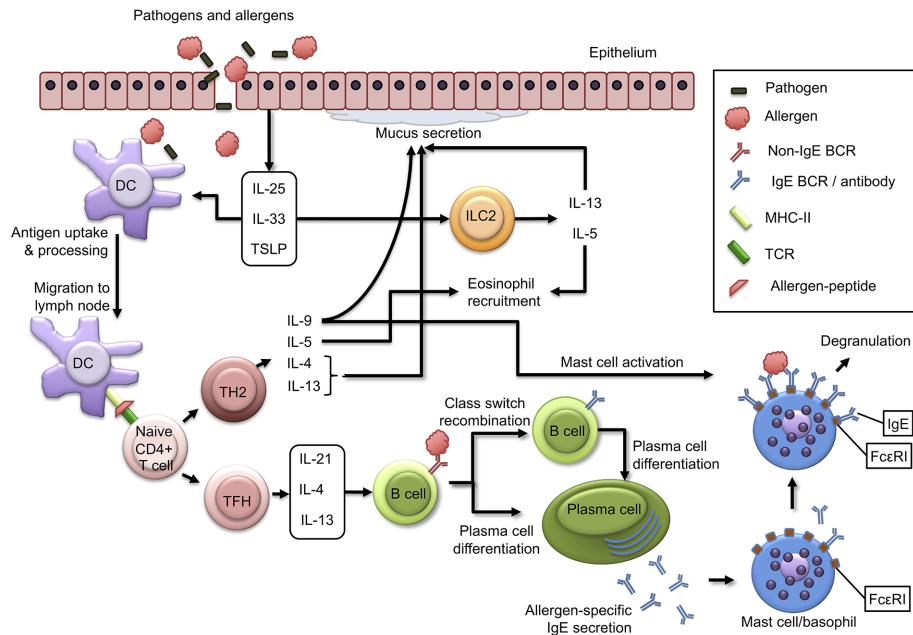 Pathogens and allergens
Epithelium
Mucus secretion
DC
IL-25
IL-33
TSLP
ILC2
IL-13
IL-5
Antigen uptake
& processing
Migration to
lymph node
Eosinophil
recruitment
DC
IL-9
IL-5
IL-4
IL-13
TH2
Naive
CD4+
T cell
TFH
IL-21
IL-4
IL-13
B cell
Class switch
recombination
B cell
Plasma cell
differentiation
Plasma cell
differentiation
Plasma cell
Allergen-specific
IgE secretion
Mast cell activation
Allergen
Degranulation
IgE
FcεRI
FcεRI
Mast cell/basophil
Pathogen
Allergen
Non-IgE BCR
IgE BCR / antibody
MHC-II
TCR
Allergen-peptide